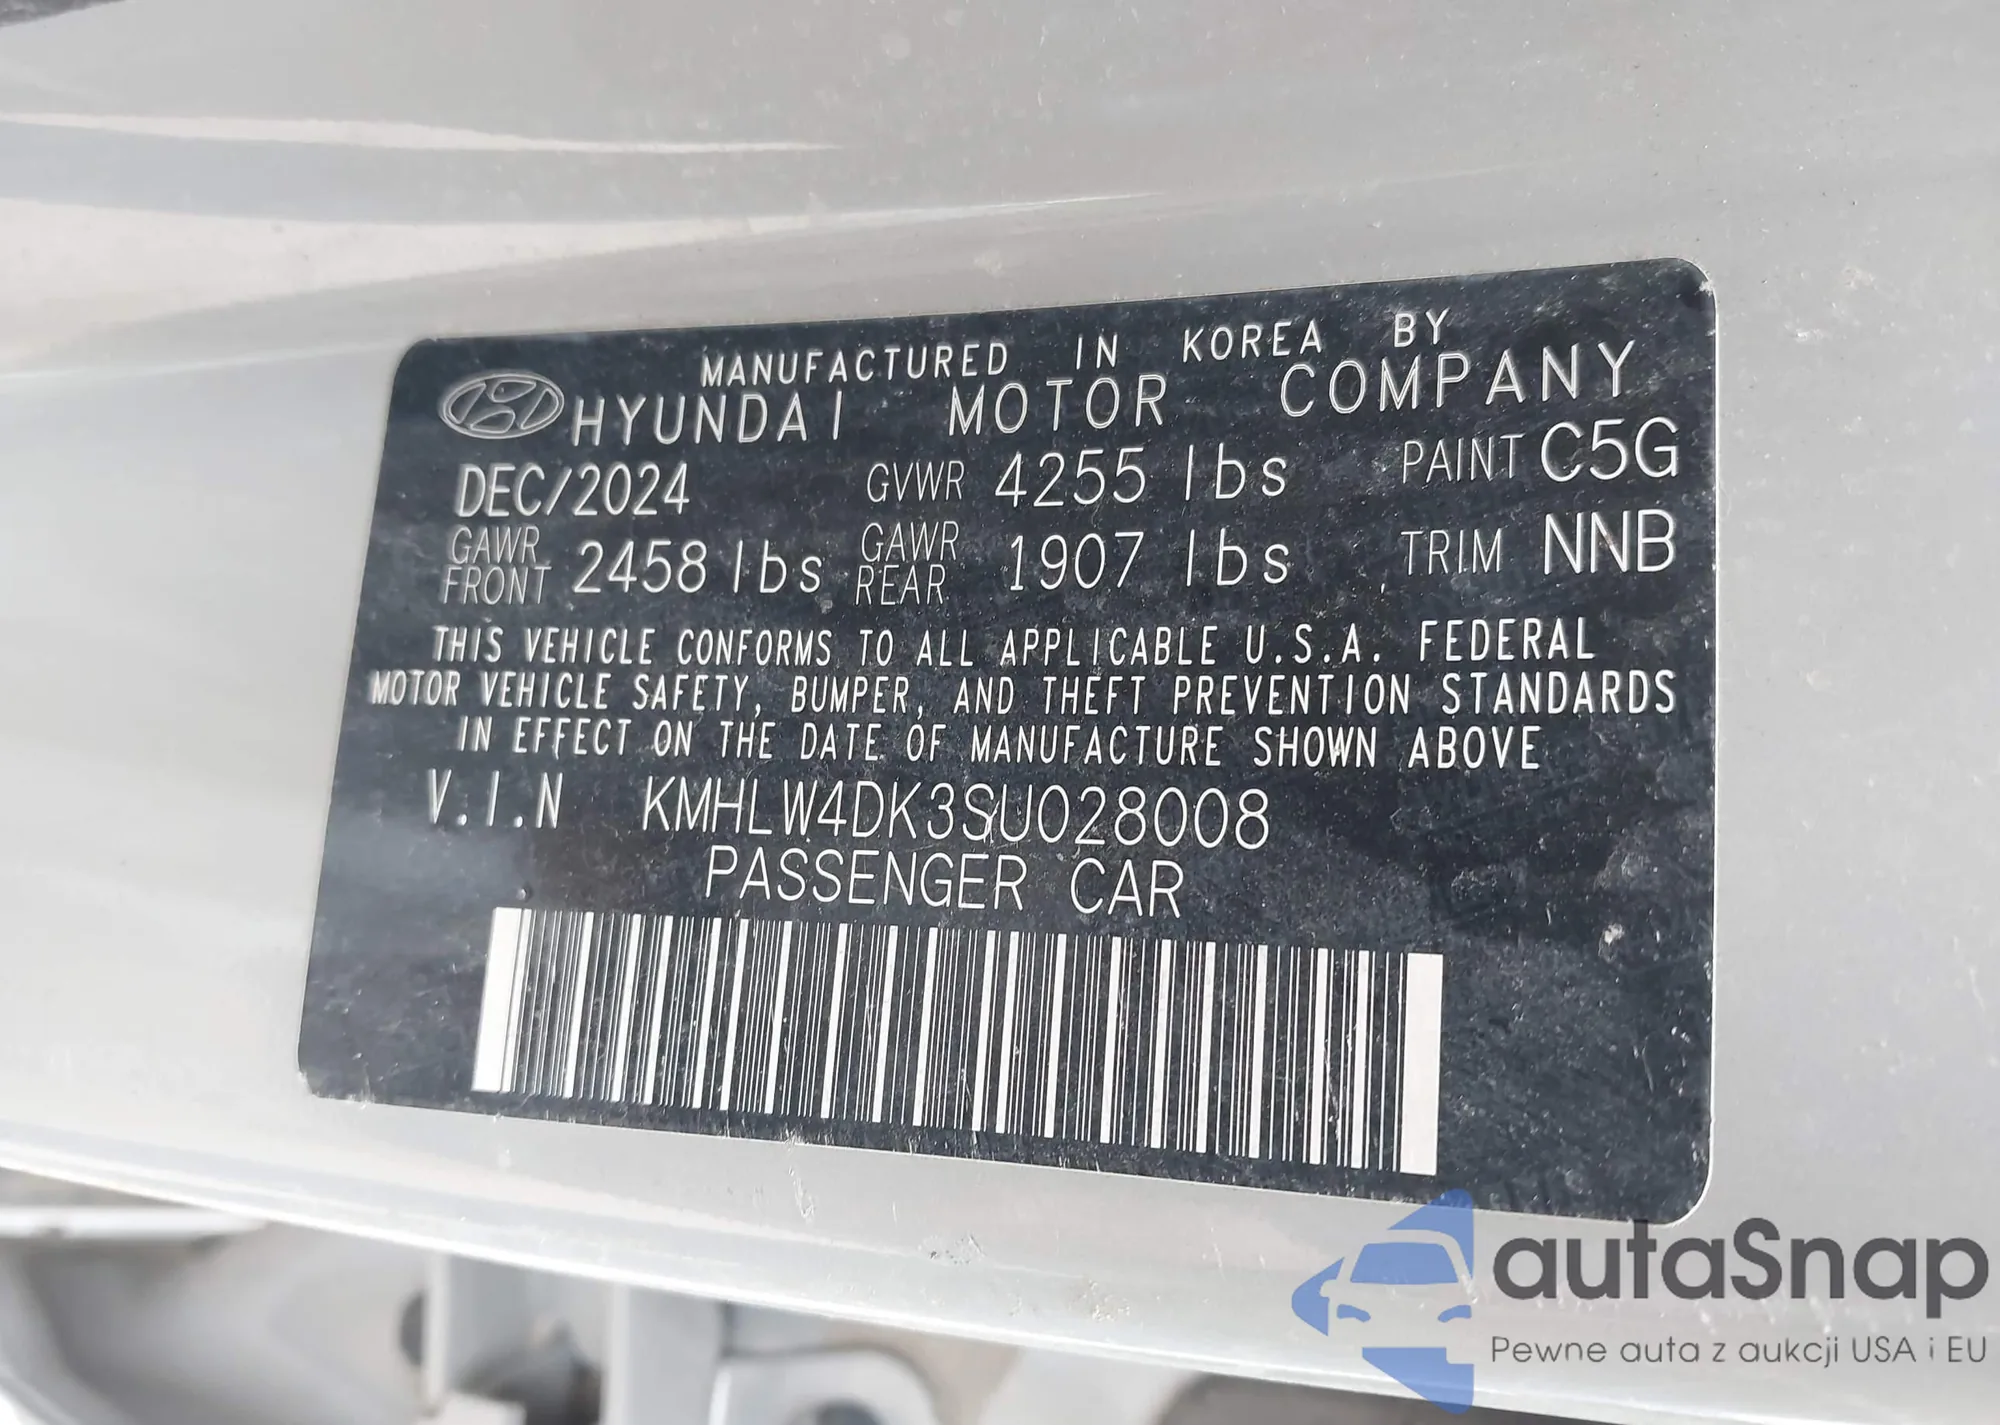 MANUFACTURED IN KOREA BY
HYUNDAI MOTOR COMPANY
DEC/2024 GVWR 4255 lbs PAINT C5G
GAWR FRONT 2458 lbs GAWR REAR 1907 lbs TRIM NNB
THIS VEHICLE CONFORMS TO ALL APPLICABLE U.S.A. FEDERAL
MOTOR VEHICLE SAFETY, BUMPER, AND THEFT PREVENTION STANDARDS
IN EFFECT ON THE DATE OF MANUFACTURE SHOWN ABOVE
V.I.N KMHLW4DK3SU028008
PASSENGER CAR
autaSnap
Pewne auta z aukcji USA i EU